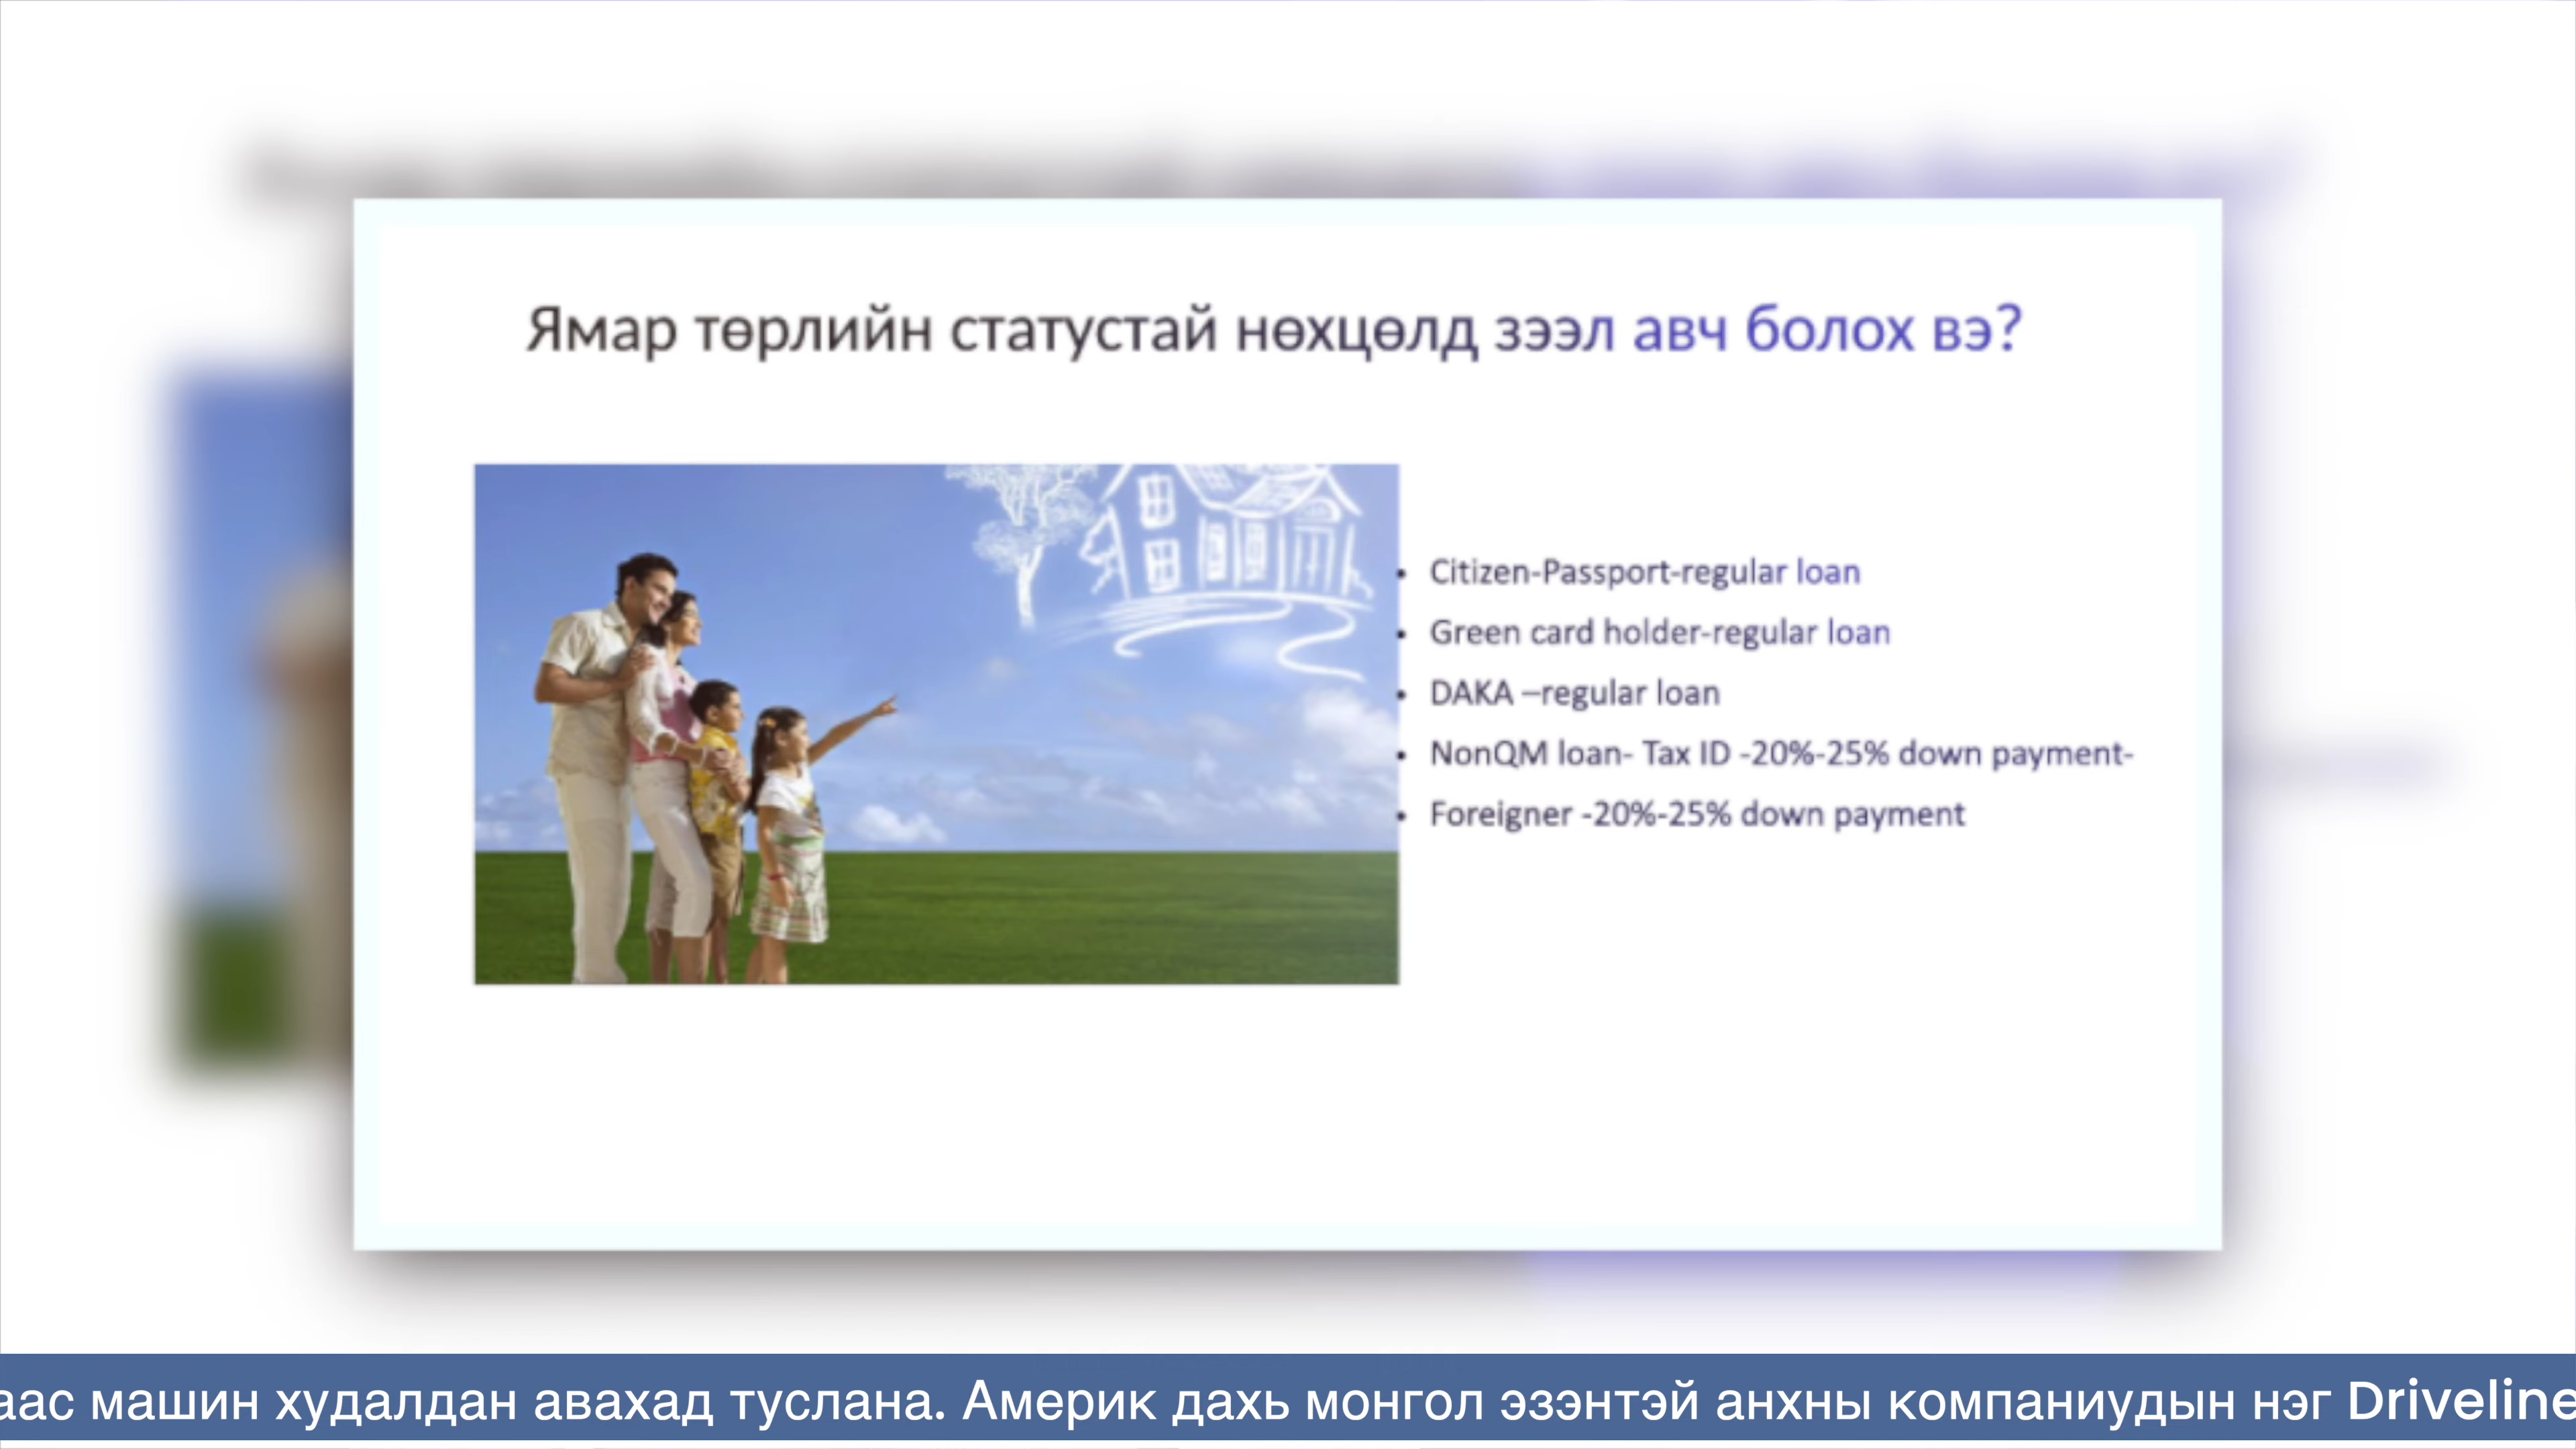 Ямар төрлийн статустай нөхцөлд зээл авч болох вэ?
• Citizen-Passport-regular loan
• Green card holder-regular loan
• DAKA –regular loan
• NonQM loan- Tax ID -20%-25% down payment-
• Foreigner -20%-25% down payment
аас машин худалдан авахад туслана. Америк дахь монгол эзэнтэй анхны компаниудын нэг Driveline